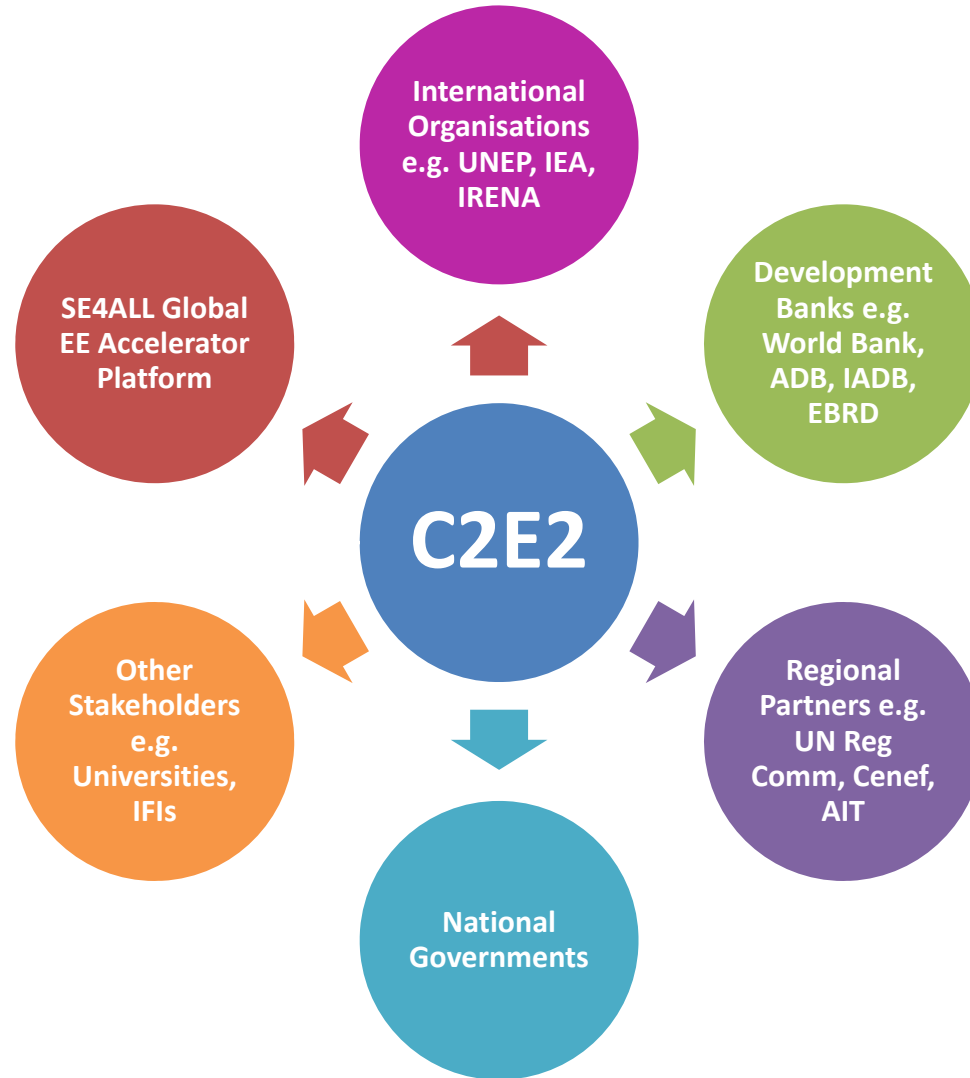 International
Organisations
e.g. UNEP, IEA,
IRENA
SE4ALL Global
EE Accelerator
Platform
Development
Banks e.g.
World Bank,
ADB, IADB,
EBRD
C2E2
Other
Stakeholders
e.g.
Universities,
IFIs
Regional
Partners e.g.
UN Reg
Comm, Cenef,
AIT
National
Governments